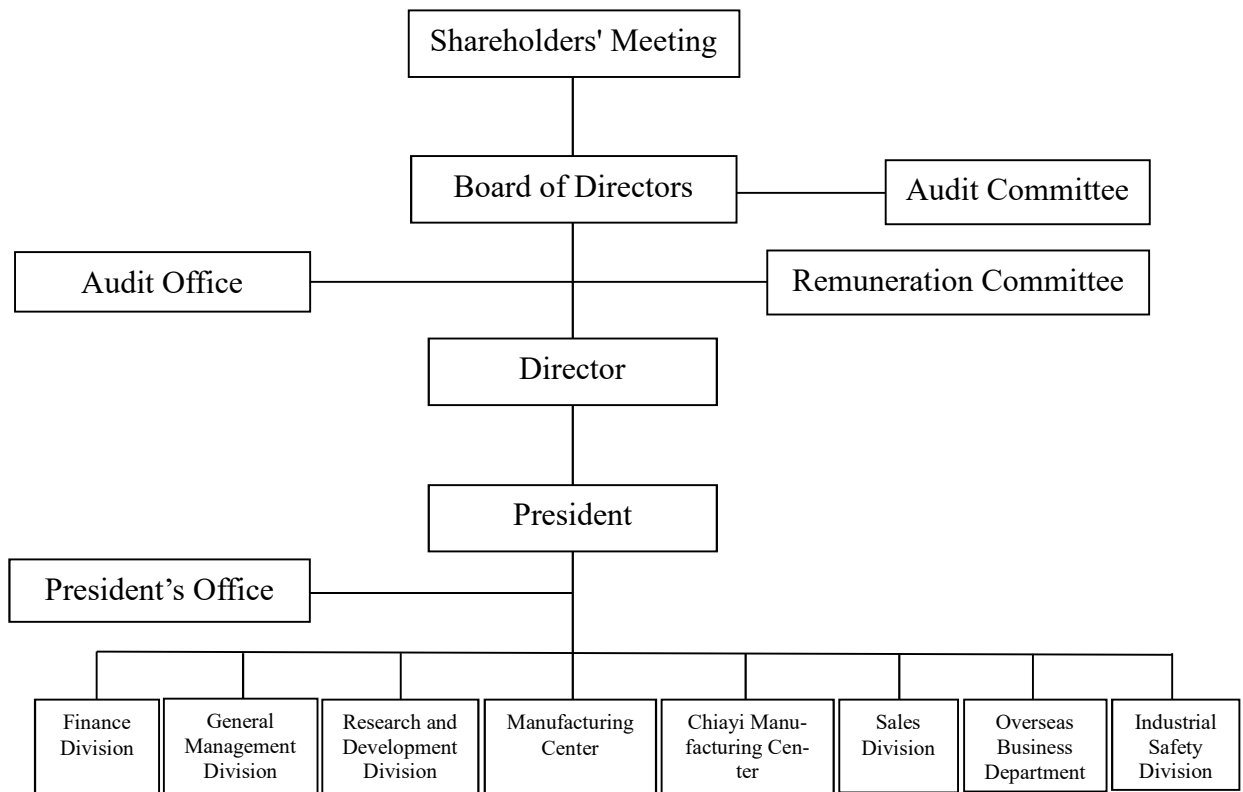 Shareholders' Meeting
Board of Directors
Audit Committee
Audit Office
Remuneration Committee
Director
President
President’s Office
Finance
Division
General
Management
Division
Research and
Development
Division
Manufacturing
Center
Chiayi Manu-
facturing Cen-
ter
Sales
Division
Overseas
Business
Department
Industrial
Safety
Division